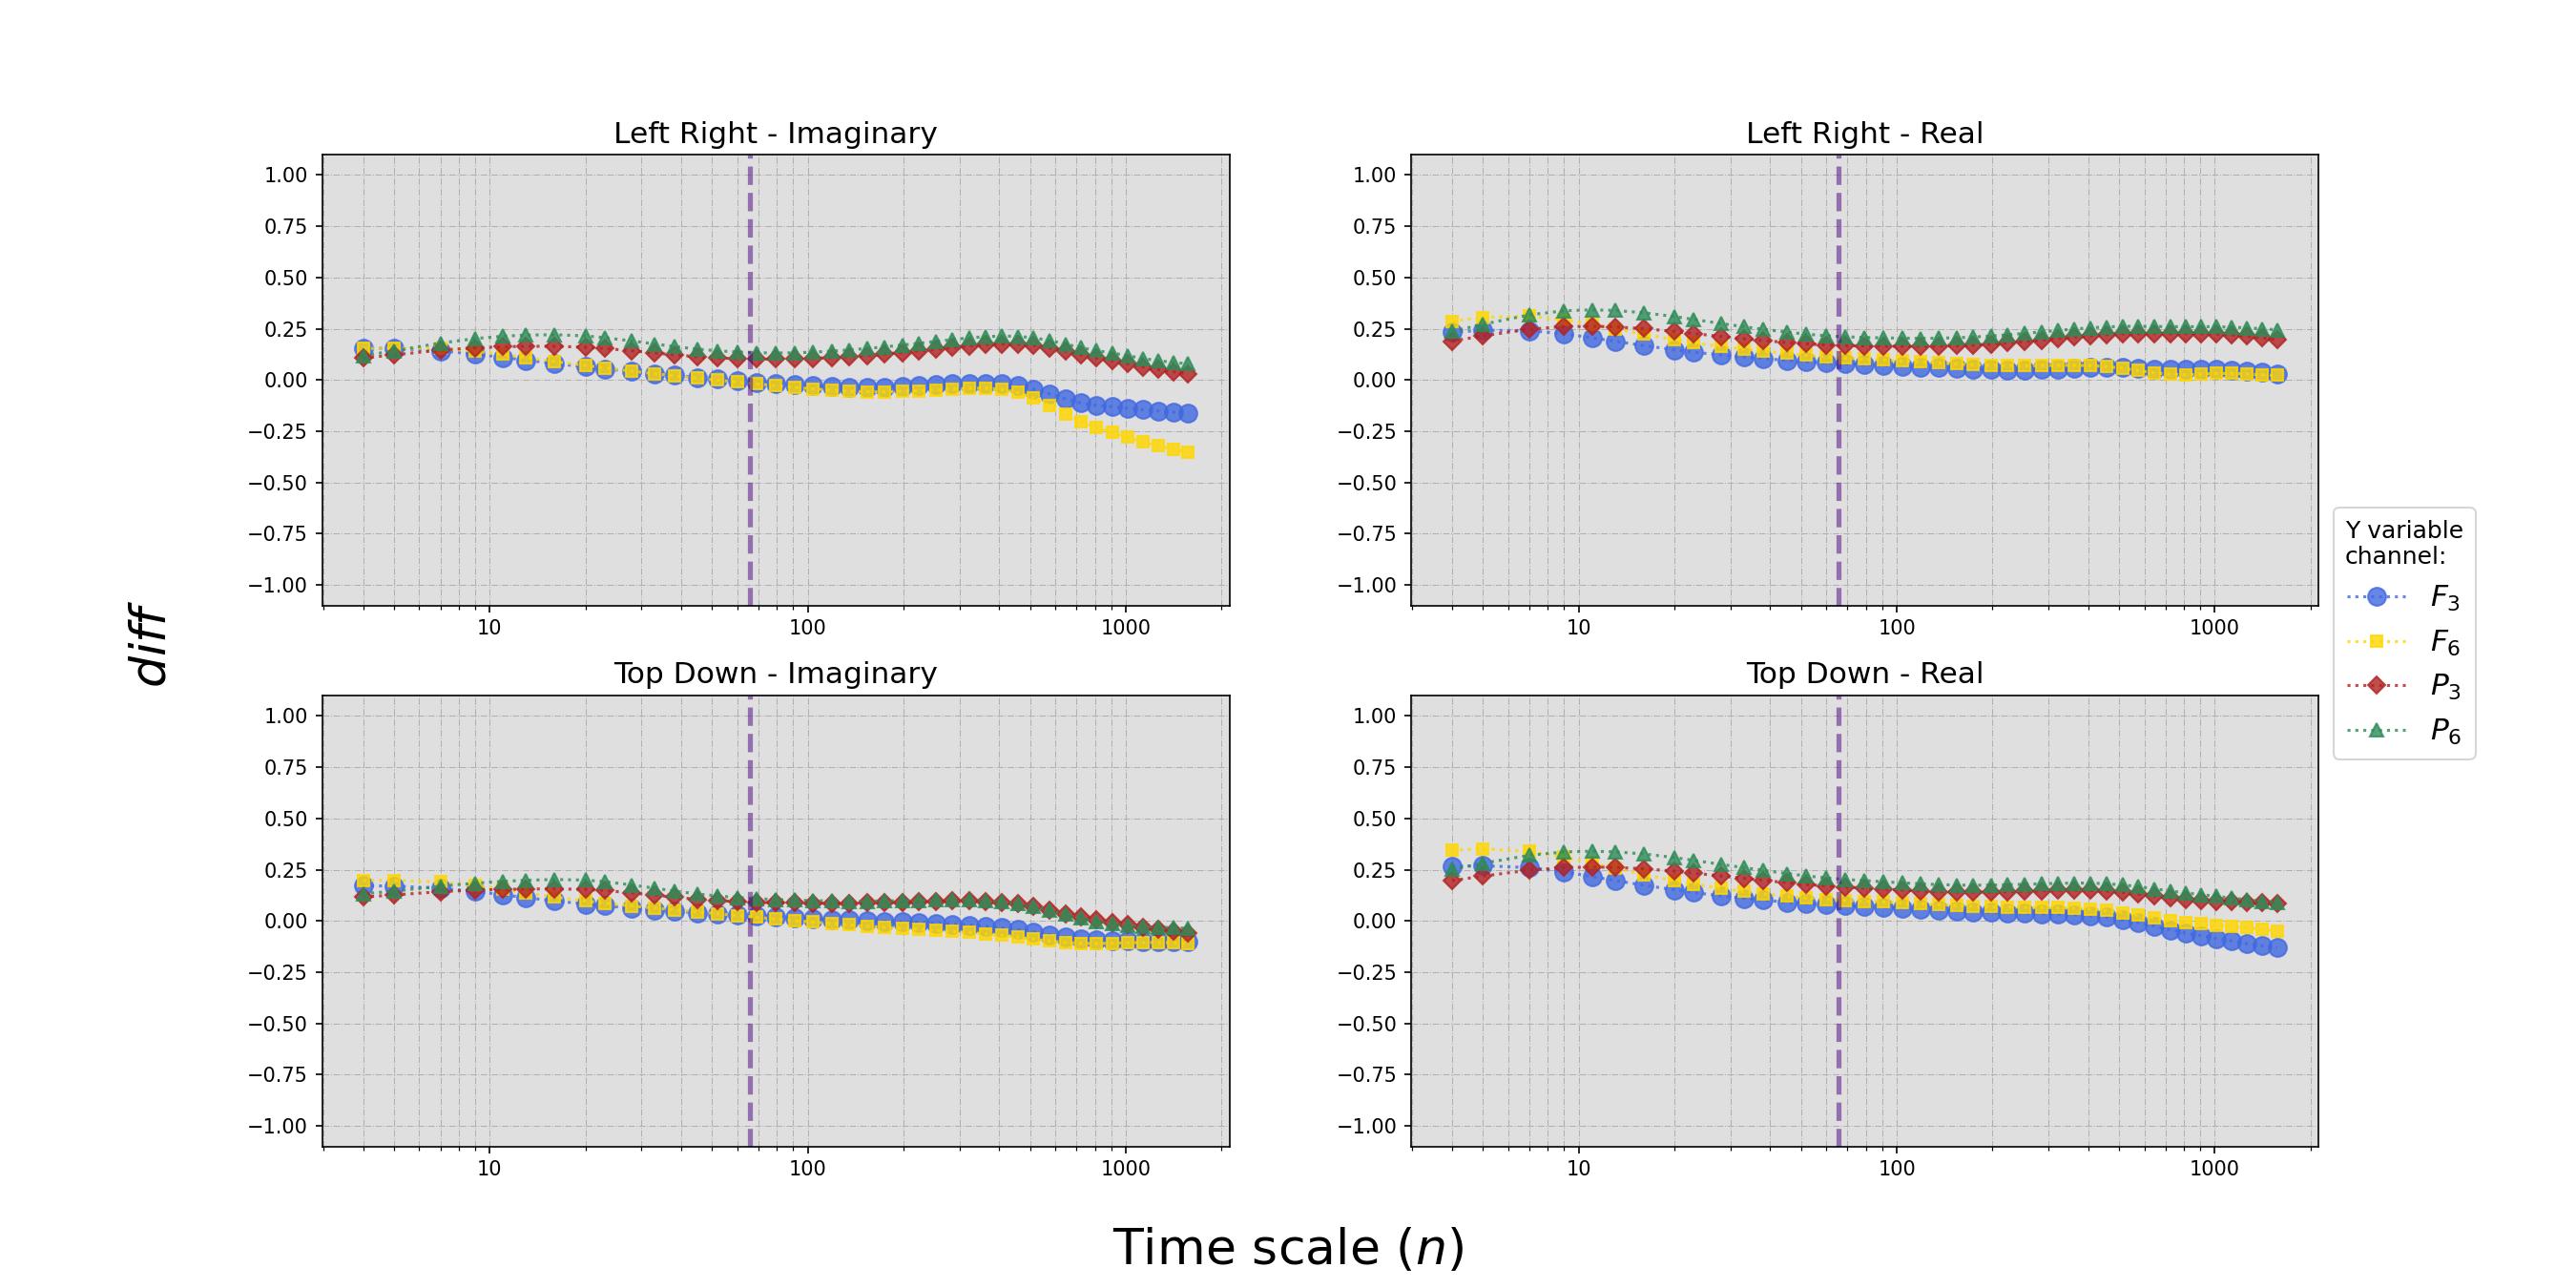 Left Right - Imaginary
1.00
0.75
0.50
0.25
0.00
−0.25
−0.50
−0.75
−1.00
10 100 1000
Left Right - Real
1.00
0.75
0.50
0.25
0.00
−0.25
−0.50
−0.75
−1.00
10 100 1000
diff
Top Down - Imaginary
1.00
0.75
0.50
0.25
0.00
−0.25
−0.50
−0.75
−1.00
10 100 1000
Top Down - Real
1.00
0.75
0.50
0.25
0.00
−0.25
−0.50
−0.75
−1.00
10 100 1000
Y variable
channel:
F3
F6
P3
P6
Time scale (n)